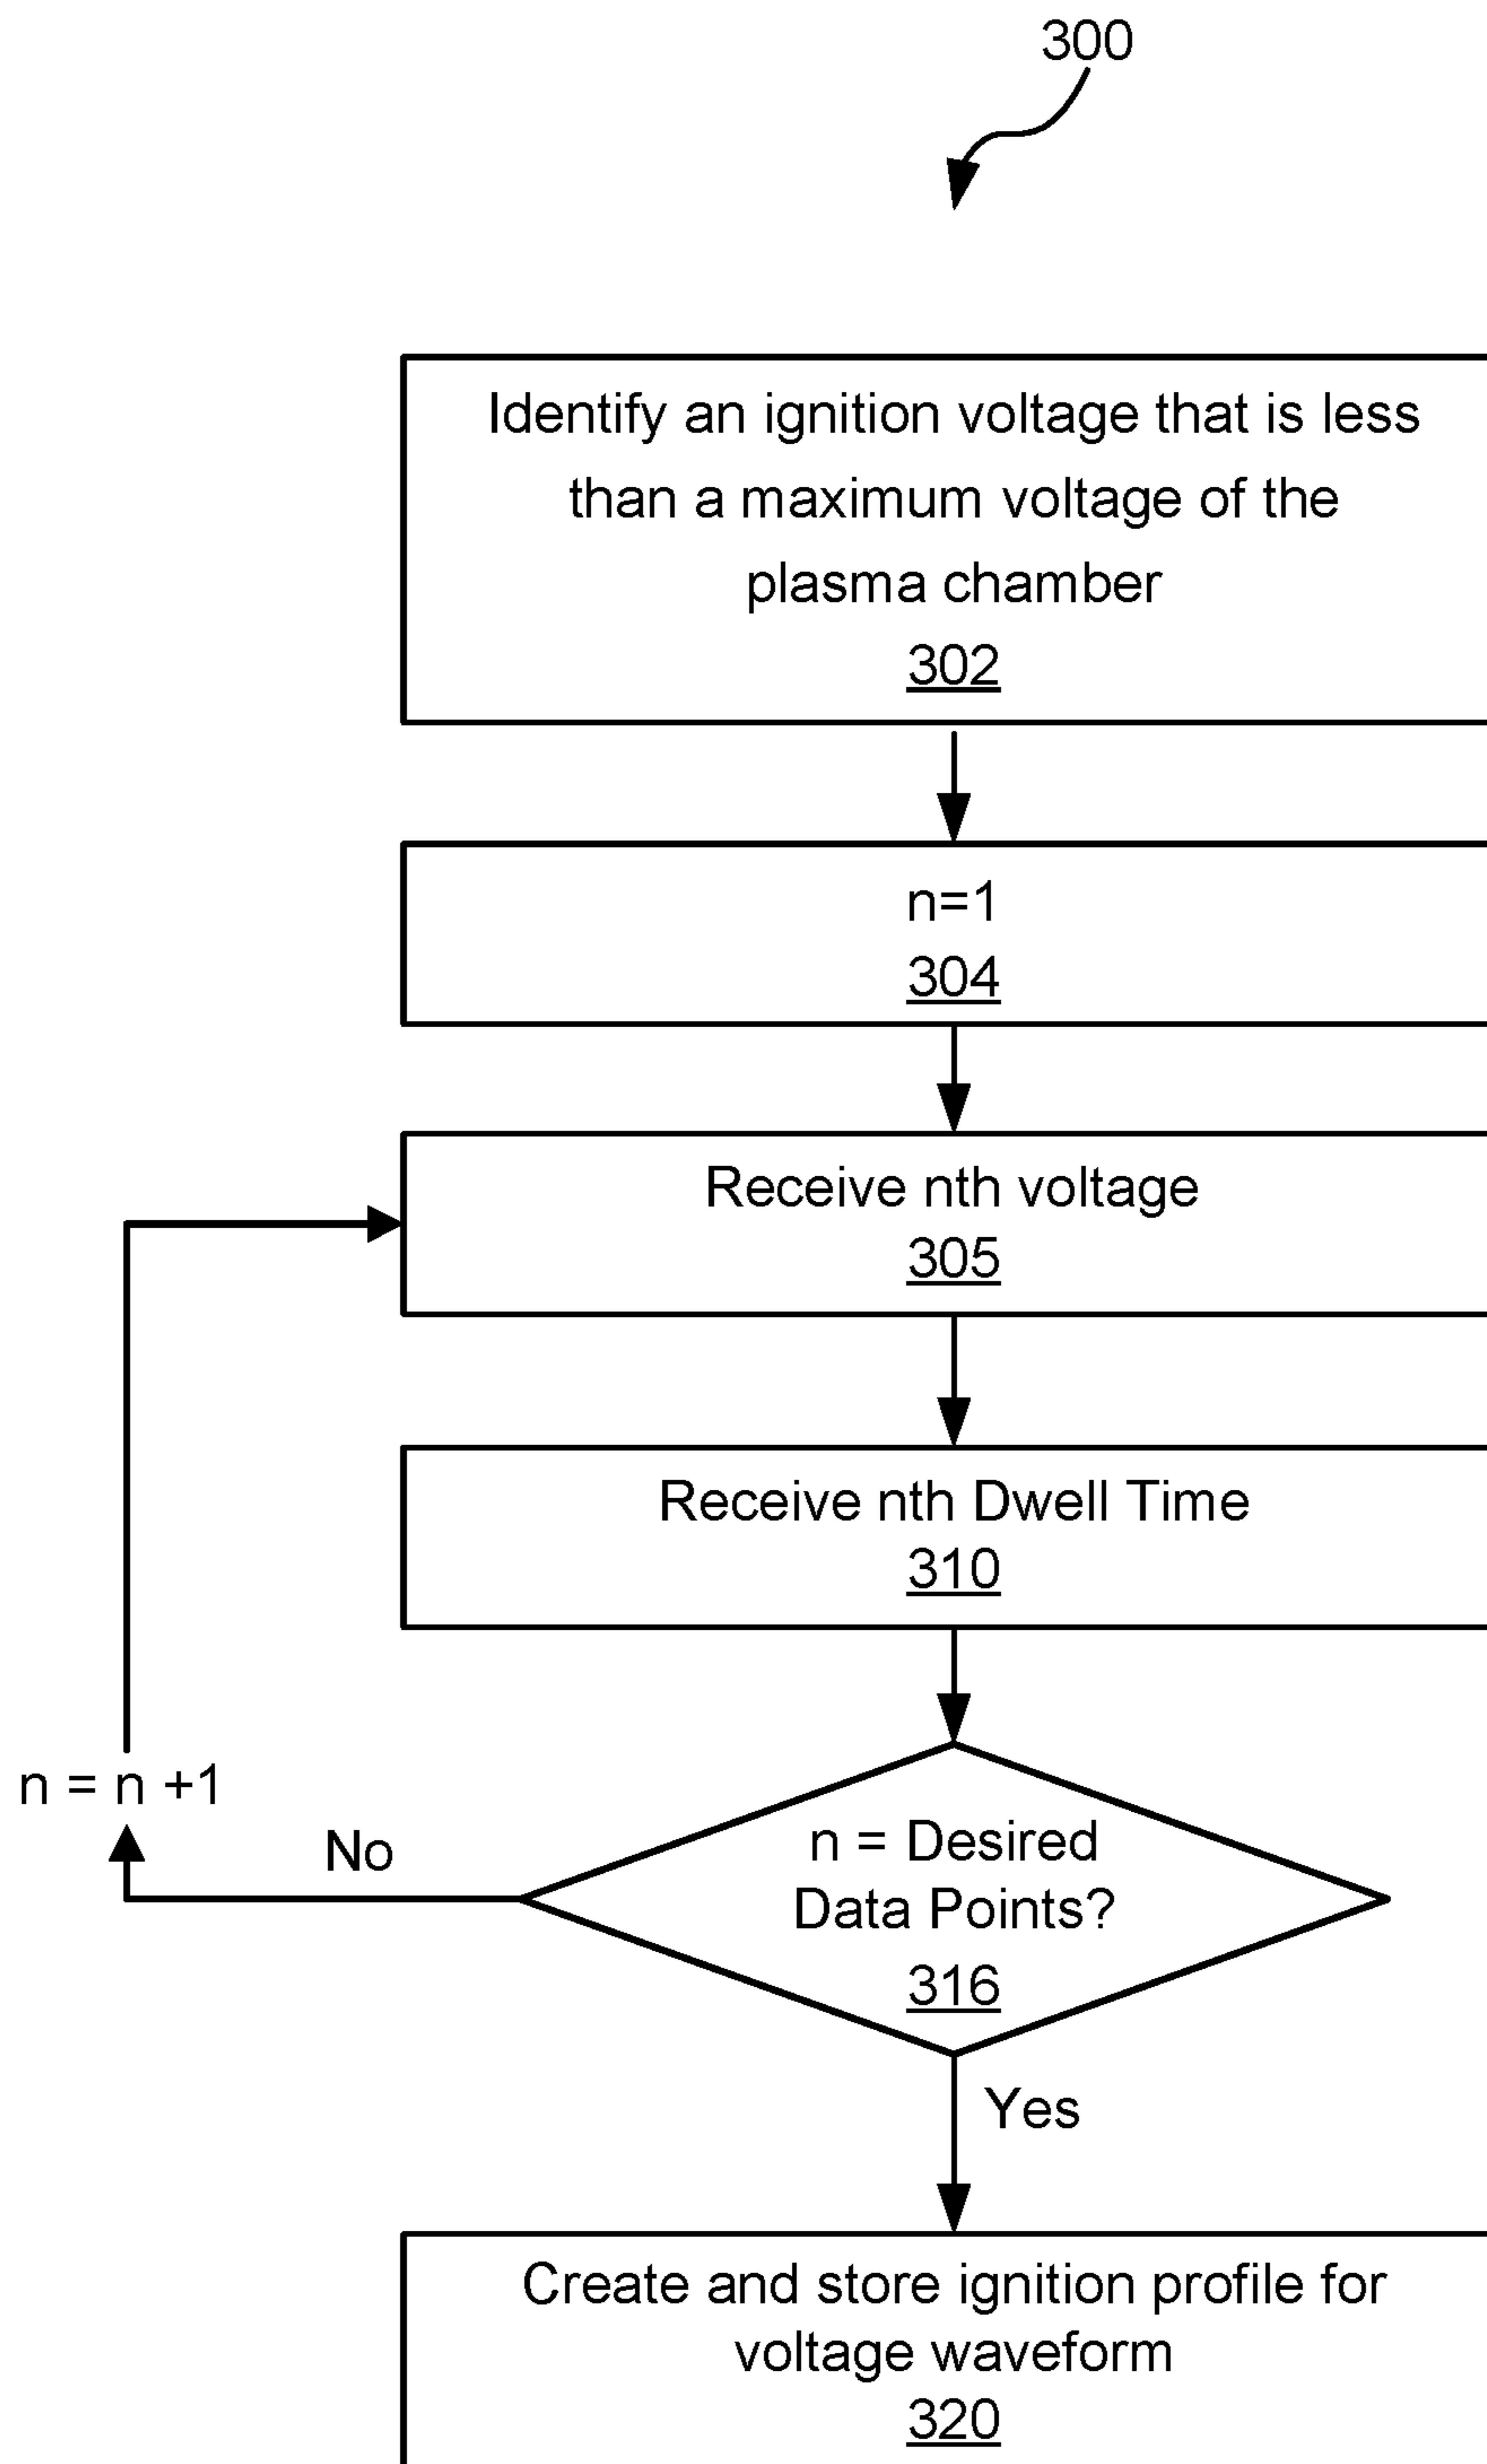 300
Identify an ignition voltage that is less
than a maximum voltage of the
plasma chamber
302
n=1
304
Receive nth voltage
305
Receive nth Dwell Time
310
n = n +1
No
n = Desired
Data Points?
316
Yes
Create and store ignition profile for
voltage waveform
320